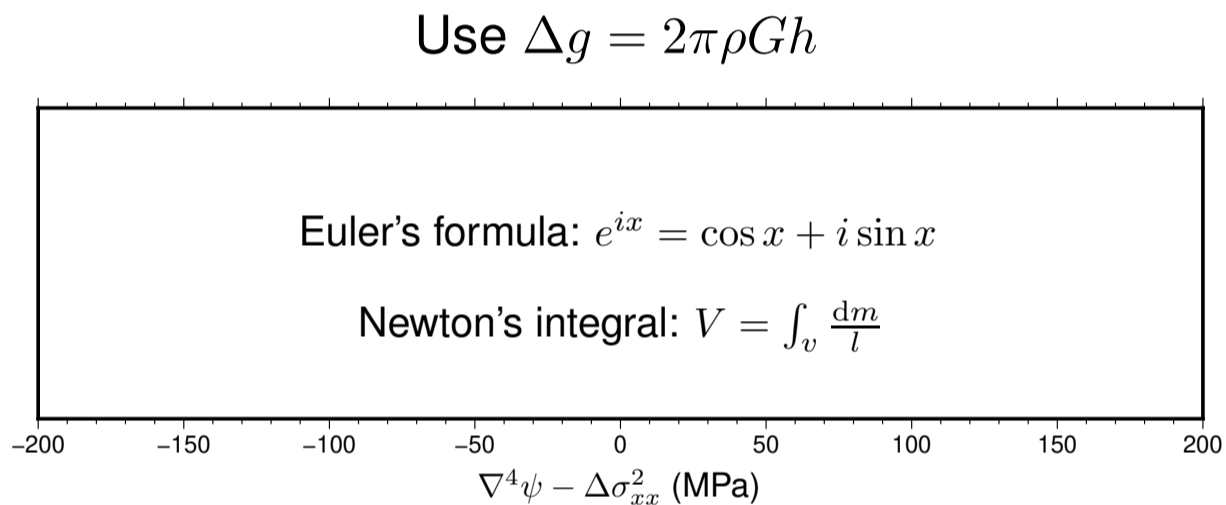 Use Δg = 2πρGh
Euler's formula: e^{ix} = cos x + i sin x
Newton's integral: V = ∫_v dm/l
−200 −150 −100 −50 0 50 100 150 200
∇⁴ψ − Δσ²_{xx} (MPa)